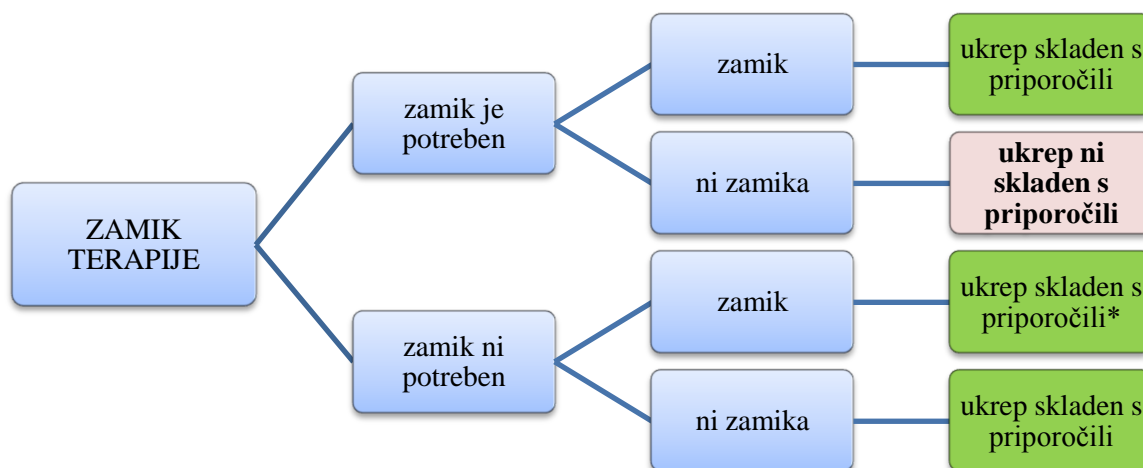 ZAMIK
TERAPIJE
zamik je
potreben
zamik
ukrep skladen s
priporočili
ni zamika
ukrep ni
skladen s
priporočili
zamik ni
potreben
zamik
ukrep skladen s
priporočili*
ni zamika
ukrep skladen s
priporočili